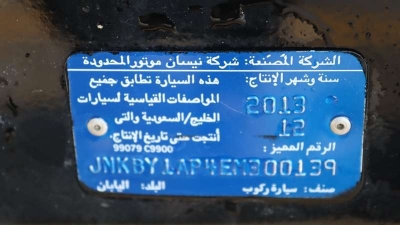 الشركة المصنعة: شركة نيسان موتور المحدودة
سنة وشهر الإنتاج: هذه السيارة تطابق جميع
2013 المواصفات القياسية لسيارات
12 الخليج/السعودية والتى
الرقم المميز: أنتجت حتى تاريخ الإنتاج.
99079 C9900
JNKBY1AP4EM300139
صنف: سيارة ركوب البلد: اليابان